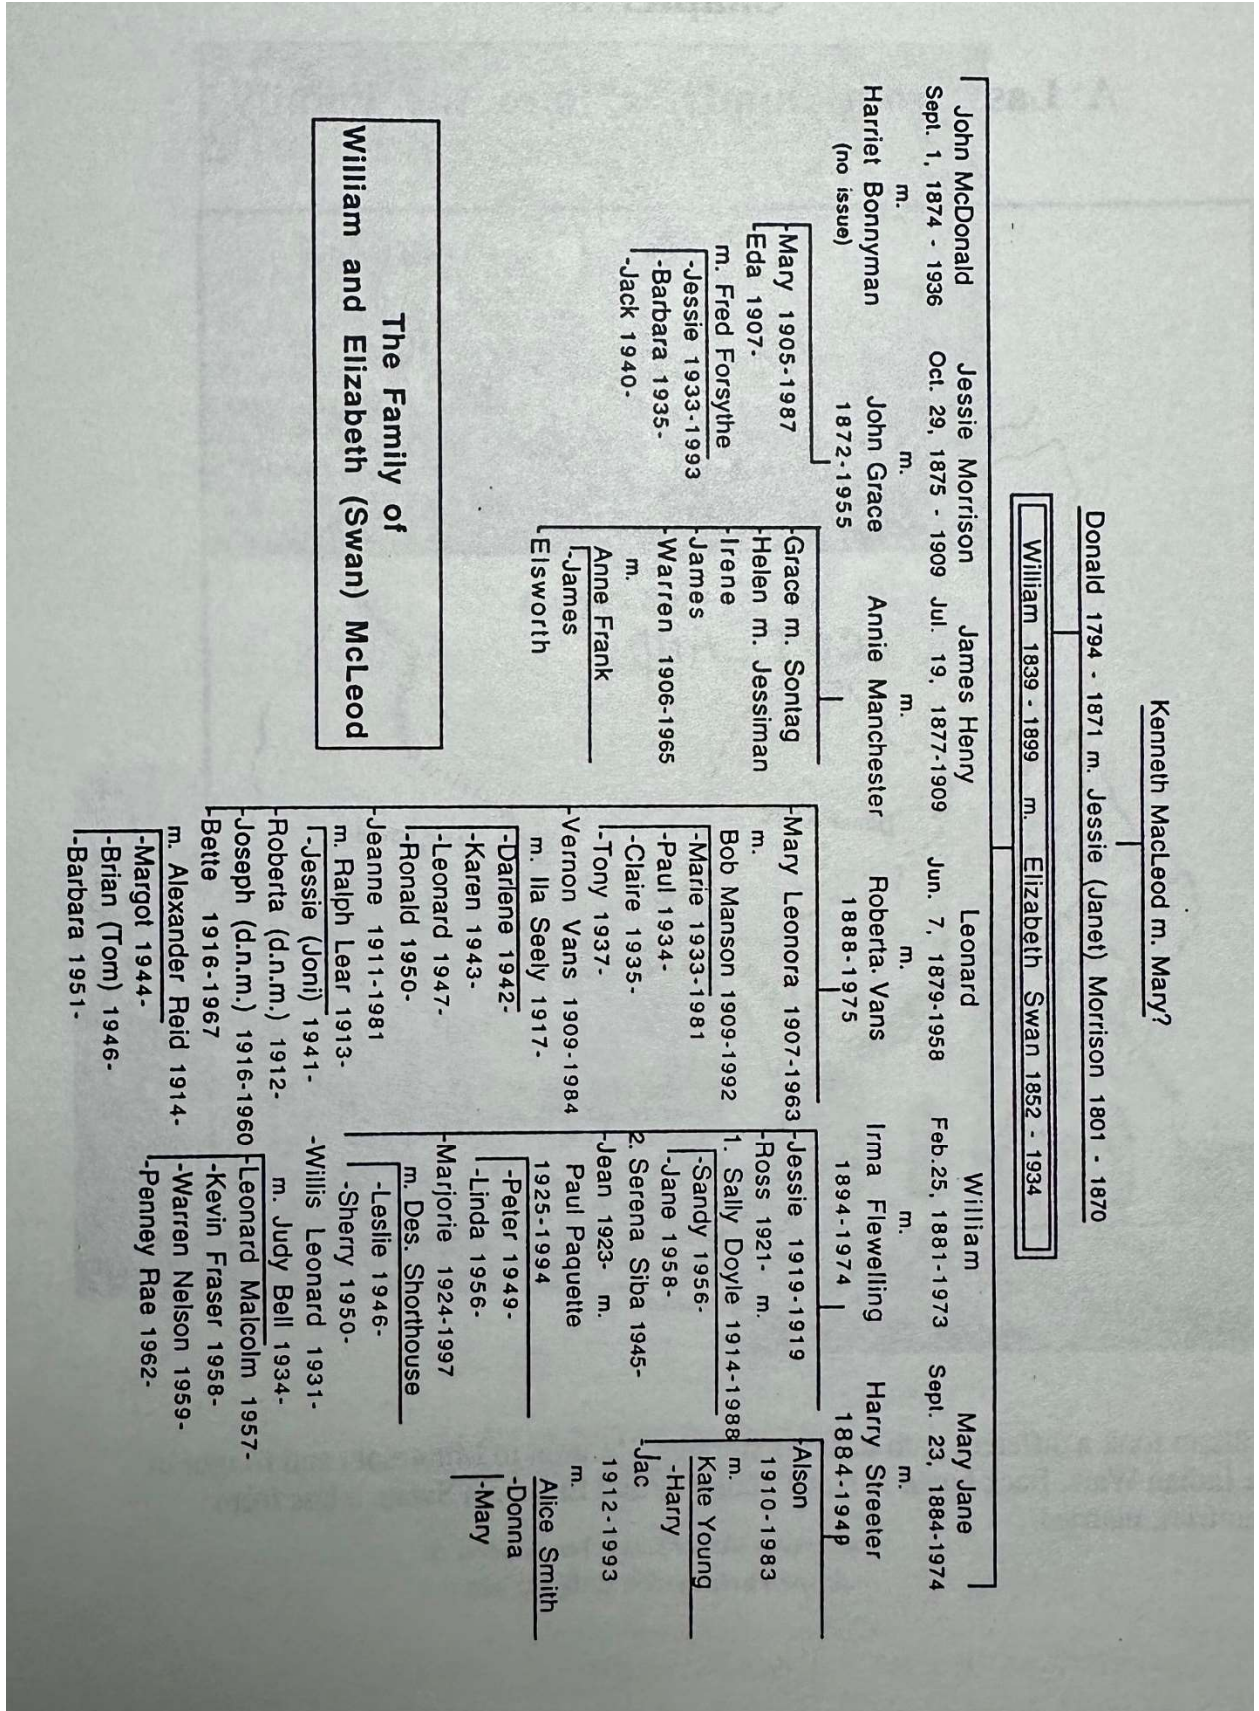 Kenneth MacLeod m. Mary?
Donald 1794 - 1871 m. Jessie (Janet) Morrison 1801 - 1870
William 1839 - 1899 m. Elizabeth Swan 1852 - 1934
John McDonald
Sept. 1, 1874 - 1936
m.
Harriet Bonnyman
(no issue)
Jessie Morrison
Oct. 29, 1875 - 1909
m.
John Grace
1872-1955
-Mary 1905-1987
-Eda 1907-
m. Fred Forsythe
-Jessie 1933-1993
-Barbara 1935-
-Jack 1940-
James Henry
Jul. 19, 1877-1909
m.
Annie Manchester
-Grace m. Sontag
-Helen m. Jessiman
-Irene
-James
-Warren 1906-1965
m.
Anne Frank
-James
-Elsworth
Leonard
Jun. 7, 1879-1958
m.
Roberta. Vans
1888-1975
-Mary Leonora 1907-1963
m.
Bob Manson 1909-1992
-Marie 1933-1981
-Paul 1934-
-Claire 1935-
-Tony 1937-
-Vernon Vans 1909-1984
m. Ila Seely 1917-
-Darlene 1942-
-Karen 1943-
-Leonard 1947-
-Ronald 1950-
-Jeanne 1911-1981
m. Ralph Lear 1913-
-Jessie (Joni) 1941-
-Roberta (d.n.m.) 1912-
-Joseph (d.n.m.) 1916-1960
-Bette 1916-1967
m. Alexander Reid 1914-
-Margot 1944-
-Brian (Tom) 1946-
-Barbara 1951-
William
Feb.25, 1881-1973
m.
Irma Flewelling
1894-1974
-Jessie 1919-1919
-Ross 1921- m.
1. Sally Doyle 1914-1988
-Sandy 1956-
-Jane 1958-
2. Serena Siba 1945-
-Jean 1923- m.
Paul Paquette
1925-1994
-Peter 1949-
-Linda 1956-
-Marjorie 1924-1997
m. Des. Shorthouse
-Leslie 1946-
-Sherry 1950-
-Willis Leonard 1931-
m. Judy Bell 1934-
-Leonard Malcolm 1957-
-Kevin Fraser 1958-
-Warren Nelson 1959-
-Penney Rae 1962-
Mary Jane
Sept. 23, 1884-1974
m.
Harry Streeter
1884-1949
-Alson
1910-1983
m.
Kate Young
-Harry
-Jac
1912-1993
m.
Alice Smith
-Donna
-Mary
The Family of
William and Elizabeth (Swan) McLeod